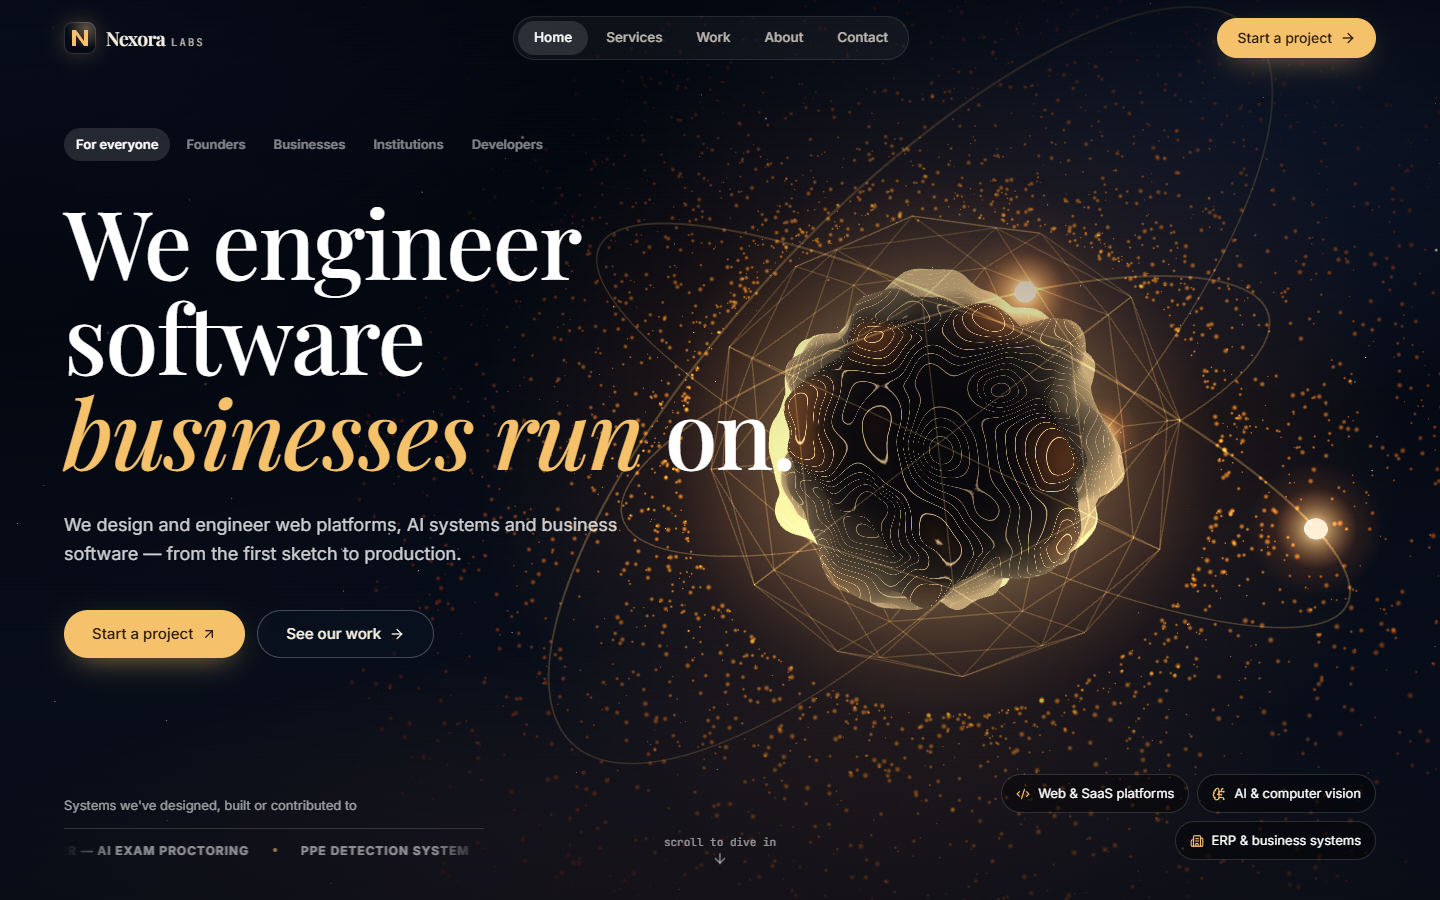 N Nexora LABS
Home Services Work About Contact
Start a project →
For everyone Founders Businesses Institutions Developers
We engineer
software
businesses run on.
We design and engineer web platforms, AI systems and business
software — from the first sketch to production.
Start a project ↗
See our work →
Systems we've designed, built or contributed to
R — AI EXAM PROCTORING • PPE DETECTION SYSTEM
scroll to dive in
↓
Web & SaaS platforms
AI & computer vision
ERP & business systems